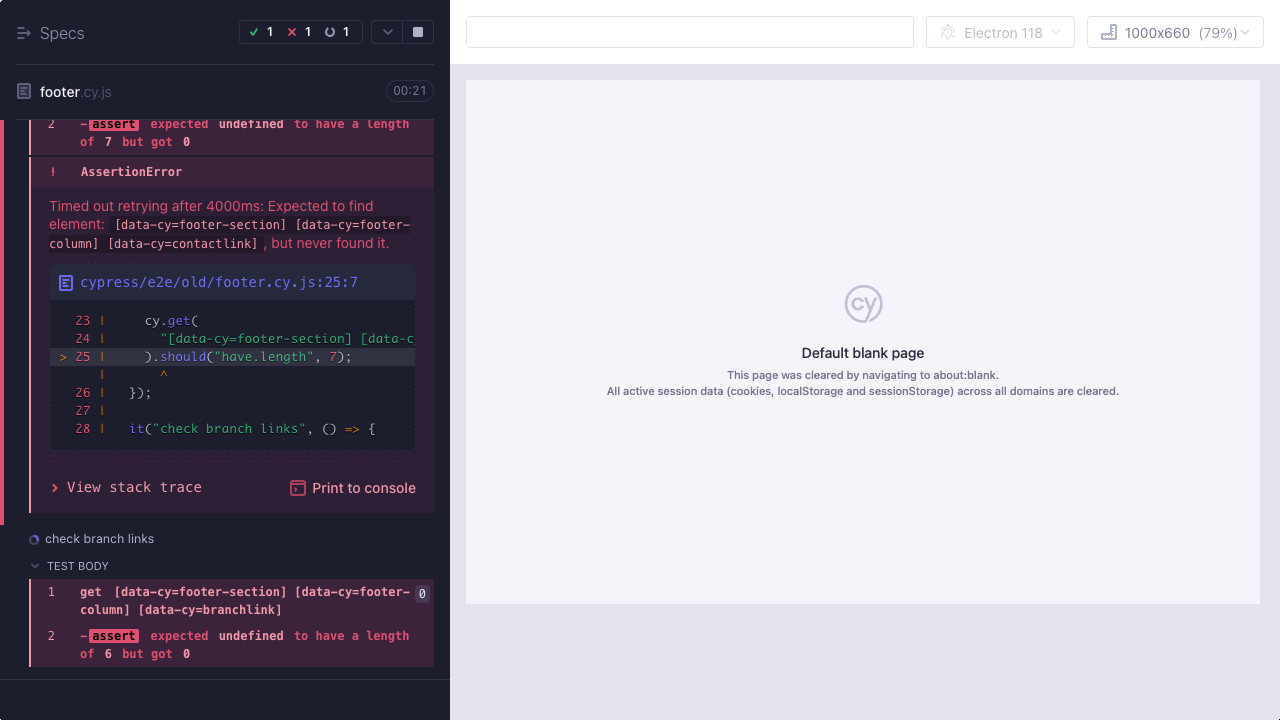 Specs
1
1
1
footer.cy.js
00:21
2 -assert expected undefined to have a length
of 7 but got 0
! AssertionError
Timed out retrying after 4000ms: Expected to find
element: [data-cy=footer-section] [data-cy=footer-
column] [data-cy=contactlink] , but never found it.
cypress/e2e/old/footer.cy.js:25:7
23 | cy.get(
24 | "[data-cy=footer-section] [data-c
> 25 | ).should("have.length", 7);
| ^
26 | });
27 |
28 | it("check branch links", () => {
View stack trace
Print to console
check branch links
TEST BODY
1 get [data-cy=footer-section] [data-cy=footer- 0
column] [data-cy=branchlink]
2 -assert expected undefined to have a length
of 6 but got 0
Electron 118
1000x660 (79%)
cy
Default blank page
This page was cleared by navigating to about:blank.
All active session data (cookies, localStorage and sessionStorage) across all domains are cleared.